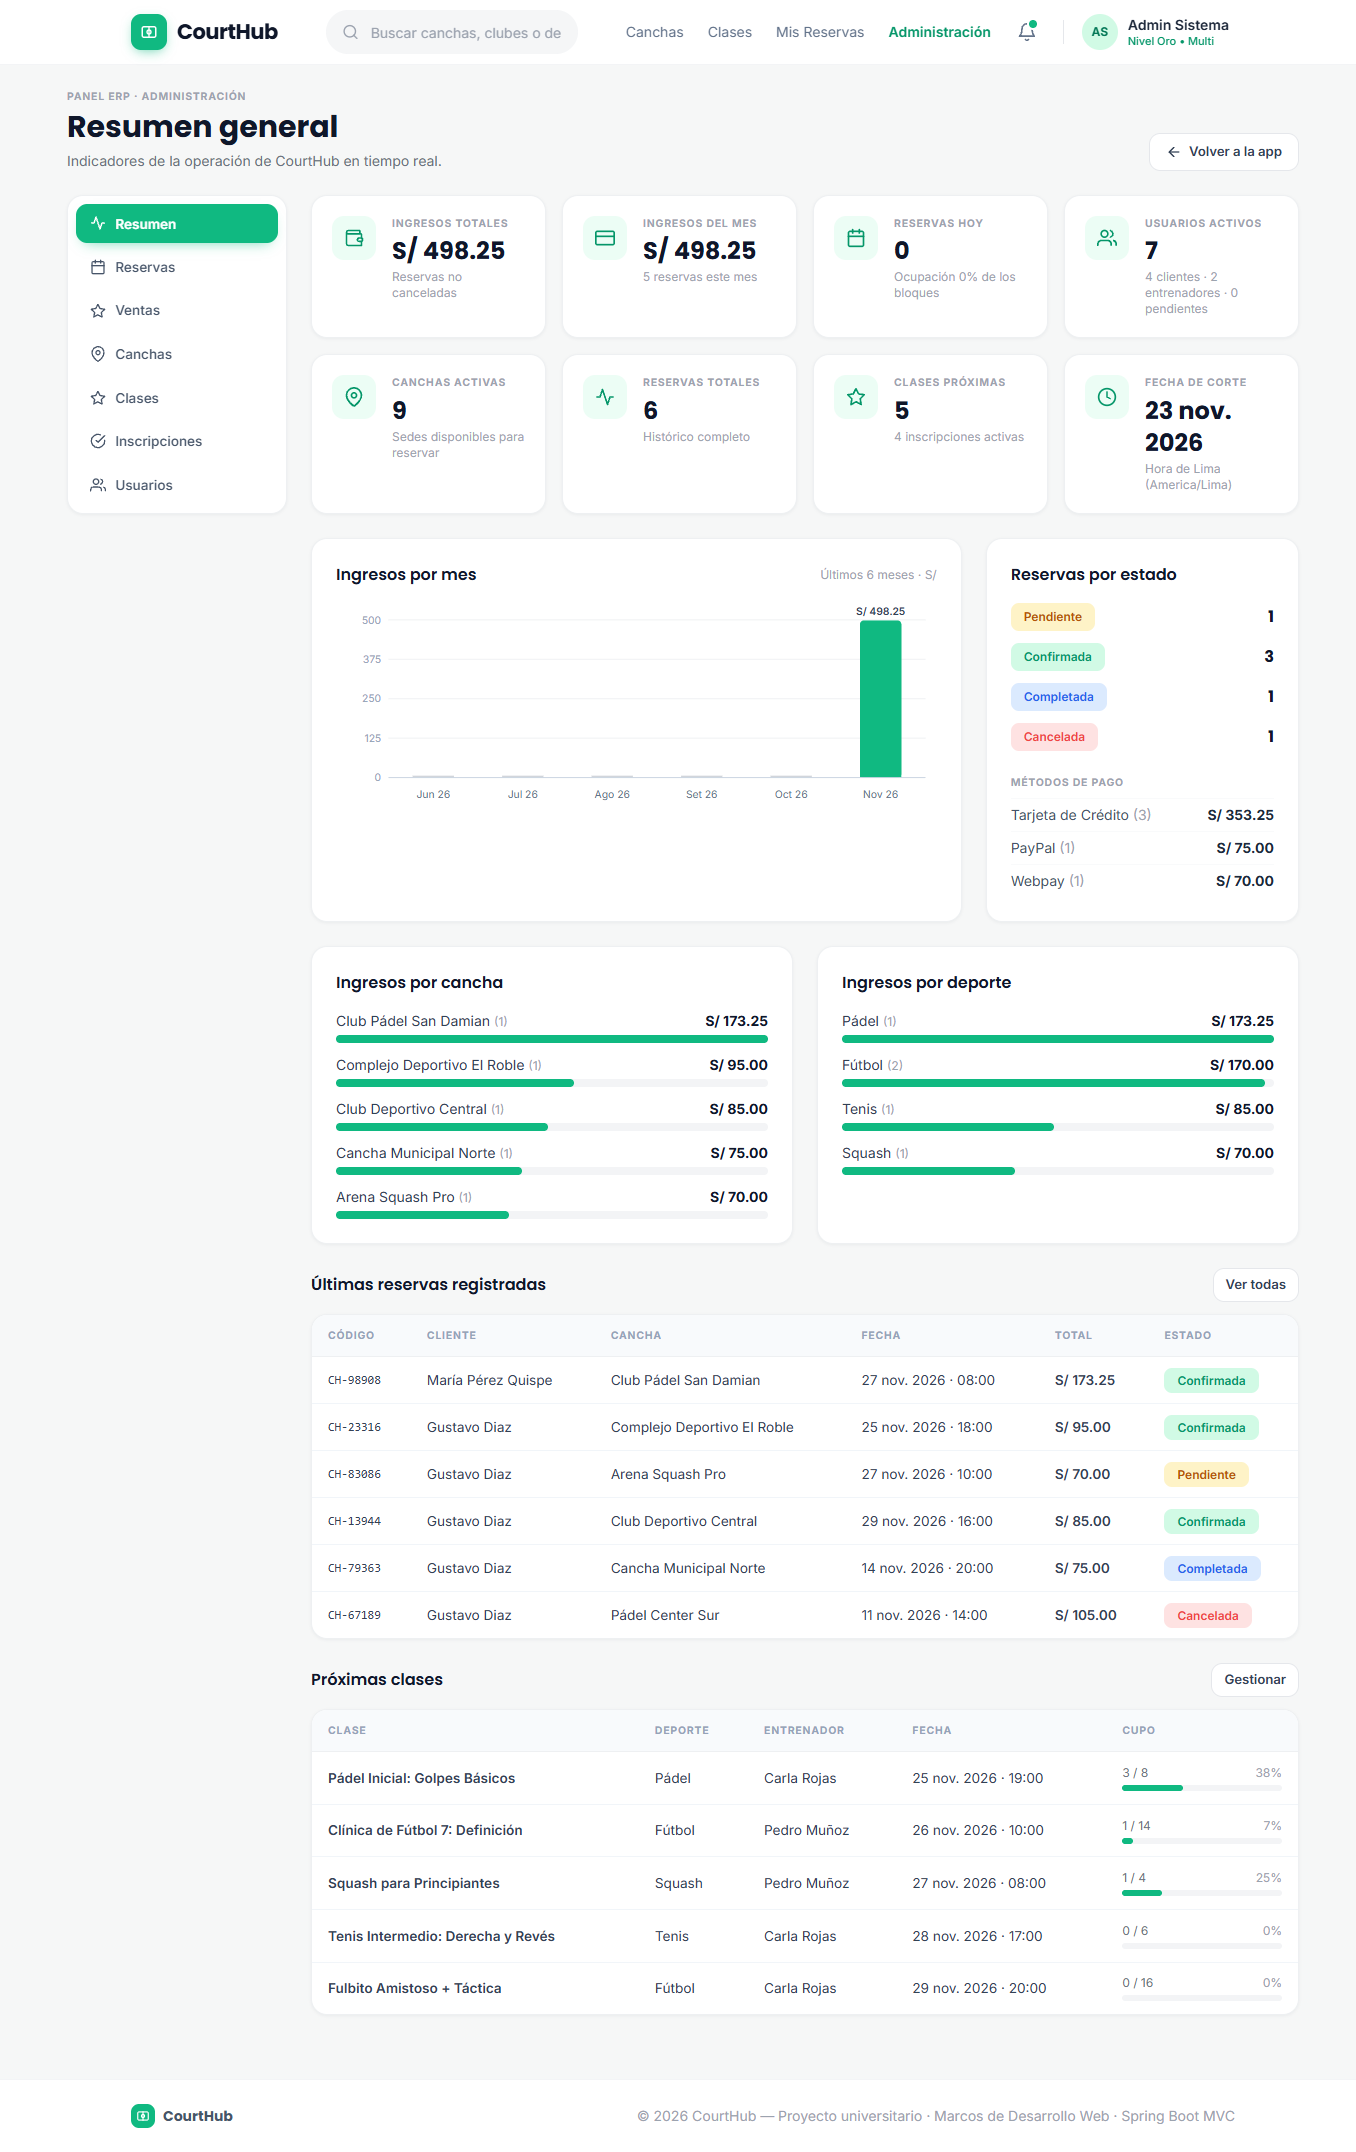 CourtHub
Buscar canchas, clubes o de
Canchas
Clases
Mis Reservas
Administración
AS
Admin Sistema
Nivel Oro • Multi
PANEL ERP · ADMINISTRACIÓN
Resumen general
Indicadores de la operación de CourtHub en tiempo real.
Volver a la app
Resumen
Reservas
Ventas
Canchas
Clases
Inscripciones
Usuarios
INGRESOS TOTALES
S/ 498.25
Reservas no
canceladas
INGRESOS DEL MES
S/ 498.25
5 reservas este mes
RESERVAS HOY
0
Ocupación 0% de los
bloques
USUARIOS ACTIVOS
7
4 clientes · 2
entrenadores · 0
pendientes
CANCHAS ACTIVAS
9
Sedes disponibles para
reservar
RESERVAS TOTALES
6
Histórico completo
CLASES PRÓXIMAS
5
4 inscripciones activas
FECHA DE CORTE
23 nov.
2026
Hora de Lima
(America/Lima)
Ingresos por mes
Últimos 6 meses · S/
S/ 498.25
500
375
250
125
0
Jun 26
Jul 26
Ago 26
Set 26
Oct 26
Nov 26
Reservas por estado
Pendiente 1
Confirmada 3
Completada 1
Cancelada 1
MÉTODOS DE PAGO
Tarjeta de Crédito (3) S/ 353.25
PayPal (1) S/ 75.00
Webpay (1) S/ 70.00
Ingresos por cancha
Club Pádel San Damian (1) S/ 173.25
Complejo Deportivo El Roble (1) S/ 95.00
Club Deportivo Central (1) S/ 85.00
Cancha Municipal Norte (1) S/ 75.00
Arena Squash Pro (1) S/ 70.00
Ingresos por deporte
Pádel (1) S/ 173.25
Fútbol (2) S/ 170.00
Tenis (1) S/ 85.00
Squash (1) S/ 70.00
Últimas reservas registradas
Ver todas
CÓDIGO CLIENTE CANCHA FECHA TOTAL ESTADO
CH-98908 María Pérez Quispe Club Pádel San Damian 27 nov. 2026 · 08:00 S/ 173.25 Confirmada
CH-23316 Gustavo Diaz Complejo Deportivo El Roble 25 nov. 2026 · 18:00 S/ 95.00 Confirmada
CH-83086 Gustavo Diaz Arena Squash Pro 27 nov. 2026 · 10:00 S/ 70.00 Pendiente
CH-13944 Gustavo Diaz Club Deportivo Central 29 nov. 2026 · 16:00 S/ 85.00 Confirmada
CH-79363 Gustavo Diaz Cancha Municipal Norte 14 nov. 2026 · 20:00 S/ 75.00 Completada
CH-67189 Gustavo Diaz Pádel Center Sur 11 nov. 2026 · 14:00 S/ 105.00 Cancelada
Próximas clases
Gestionar
CLASE DEPORTE ENTRENADOR FECHA CUPO
Pádel Inicial: Golpes Básicos Pádel Carla Rojas 25 nov. 2026 · 19:00 3 / 8 38%
Clínica de Fútbol 7: Definición Fútbol Pedro Muñoz 26 nov. 2026 · 10:00 1 / 14 7%
Squash para Principiantes Squash Pedro Muñoz 27 nov. 2026 · 08:00 1 / 4 25%
Tenis Intermedio: Derecha y Revés Tenis Carla Rojas 28 nov. 2026 · 17:00 0 / 6 0%
Fulbito Amistoso + Táctica Fútbol Carla Rojas 29 nov. 2026 · 20:00 0 / 16 0%
CourtHub
© 2026 CourtHub — Proyecto universitario · Marcos de Desarrollo Web · Spring Boot MVC